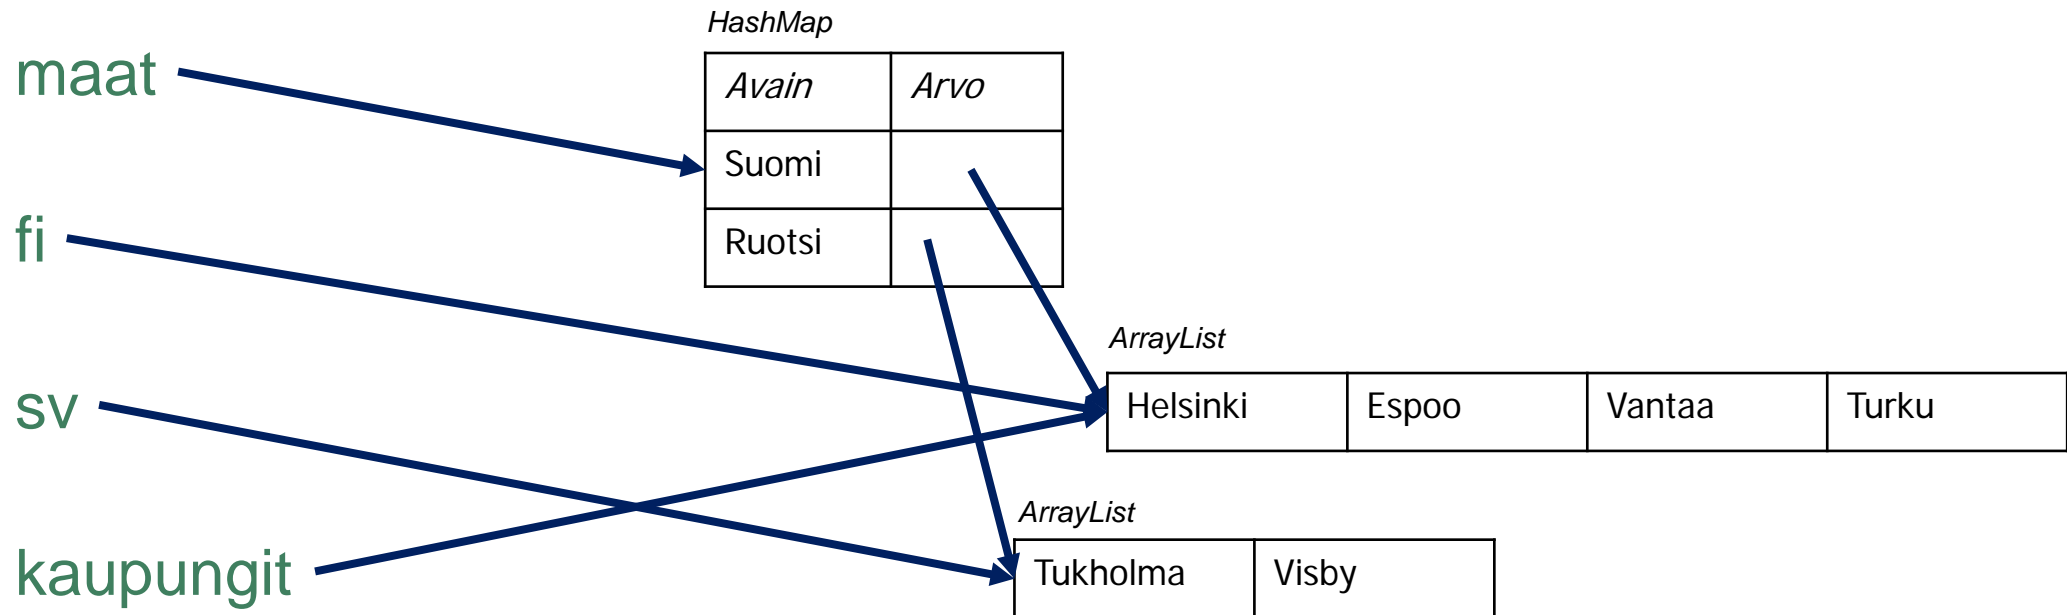 HashMap
maat
Avain Arvo
Suomi
fi
Ruotsi
ArrayList
sv
Helsinki Espoo Vantaa Turku
ArrayList
kaupungit
Tukholma Visby